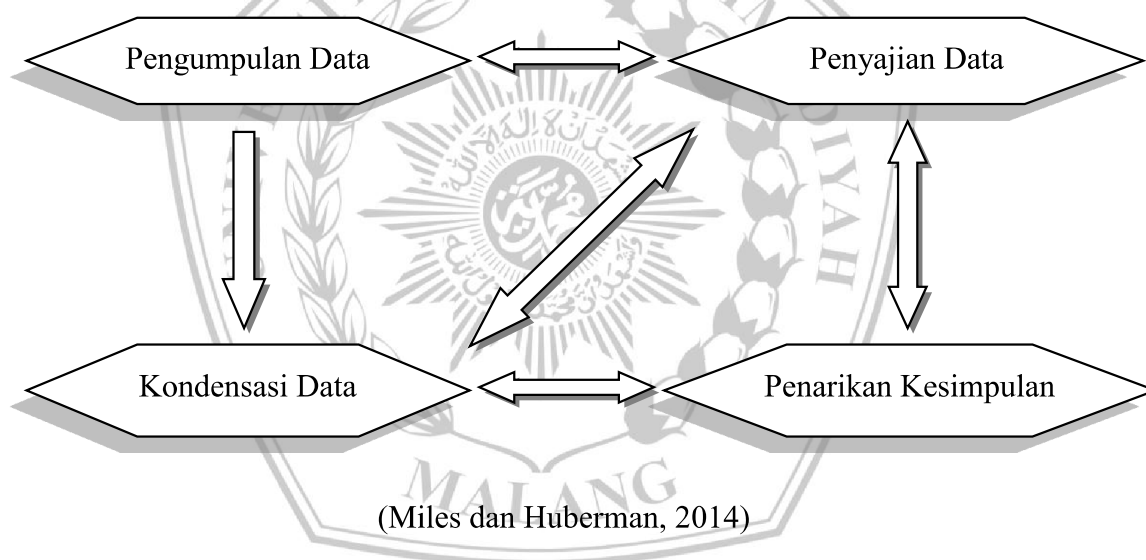 Pengumpulan Data
Penyajian Data
Kondensasi Data
Penarikan Kesimpulan
MALANG
(Miles dan Huberman, 2014)